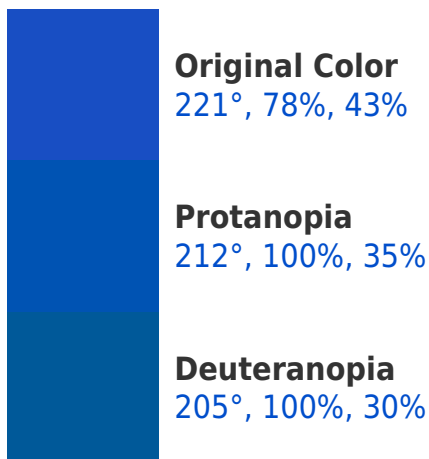 Original Color
221°, 78%, 43%
Protanopia
212°, 100%, 35%
Deuteranopia
205°, 100%, 30%